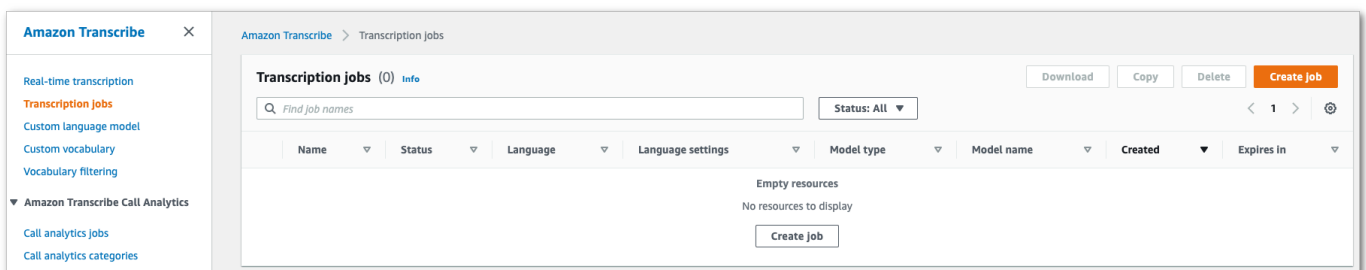 Amazon Transcribe
Real-time transcription
Transcription jobs
Custom language model
Custom vocabulary
Vocabulary filtering
Amazon Transcribe Call Analytics
Call analytics jobs
Call analytics categories
Amazon Transcribe > Transcription jobs
Transcription jobs (0) Info
Download Copy Delete Create job
Find job names Status: All 1
Name Status Language Language settings Model type Model name Created Expires in
Empty resources
No resources to display
Create job